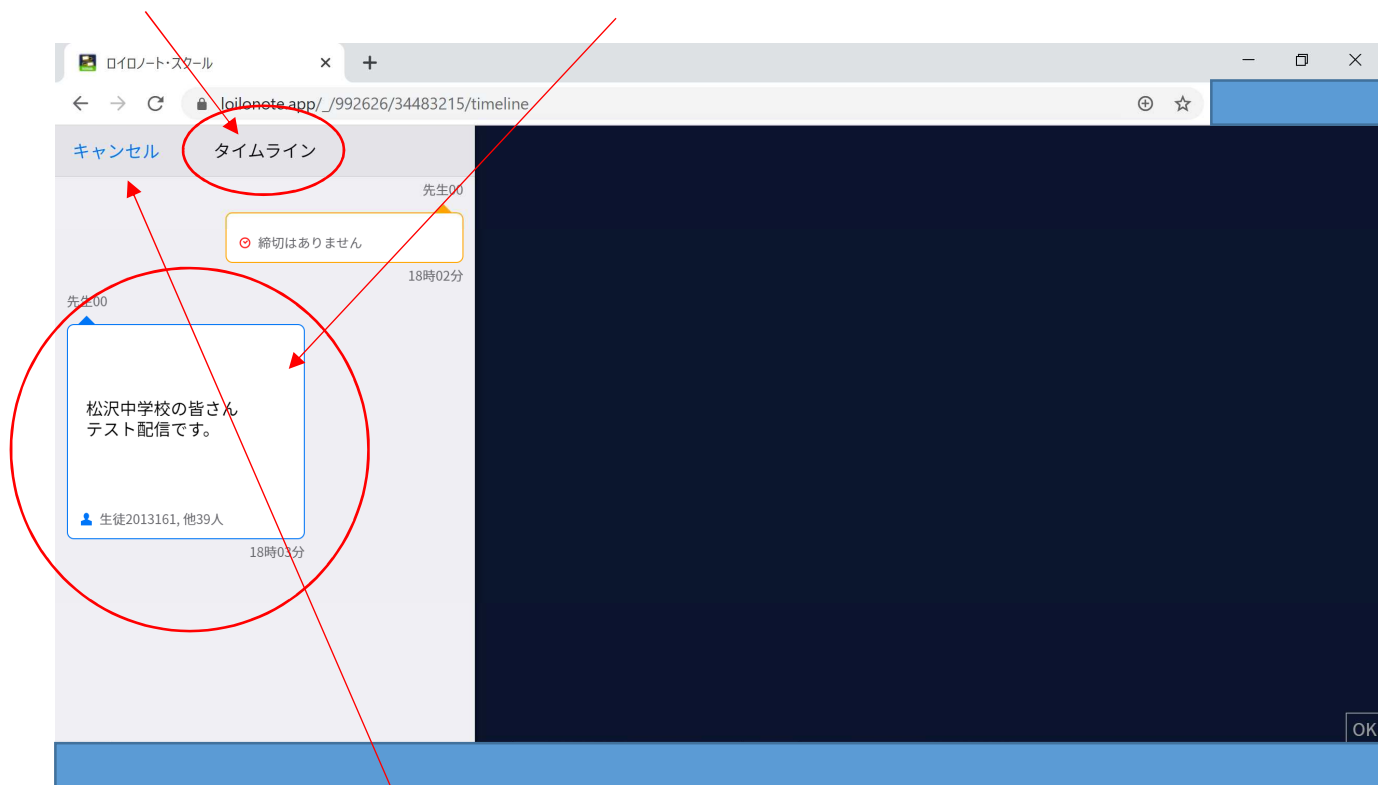 ロイロノート・スクール
loilonote.app/_/992626/34483215/timeline
キャンセル
タイムライン
先生00
締切はありません
18時02分
先生00
松沢中学校の皆さん
テスト配信です。
生徒2013161, 他39人
18時03分
OK